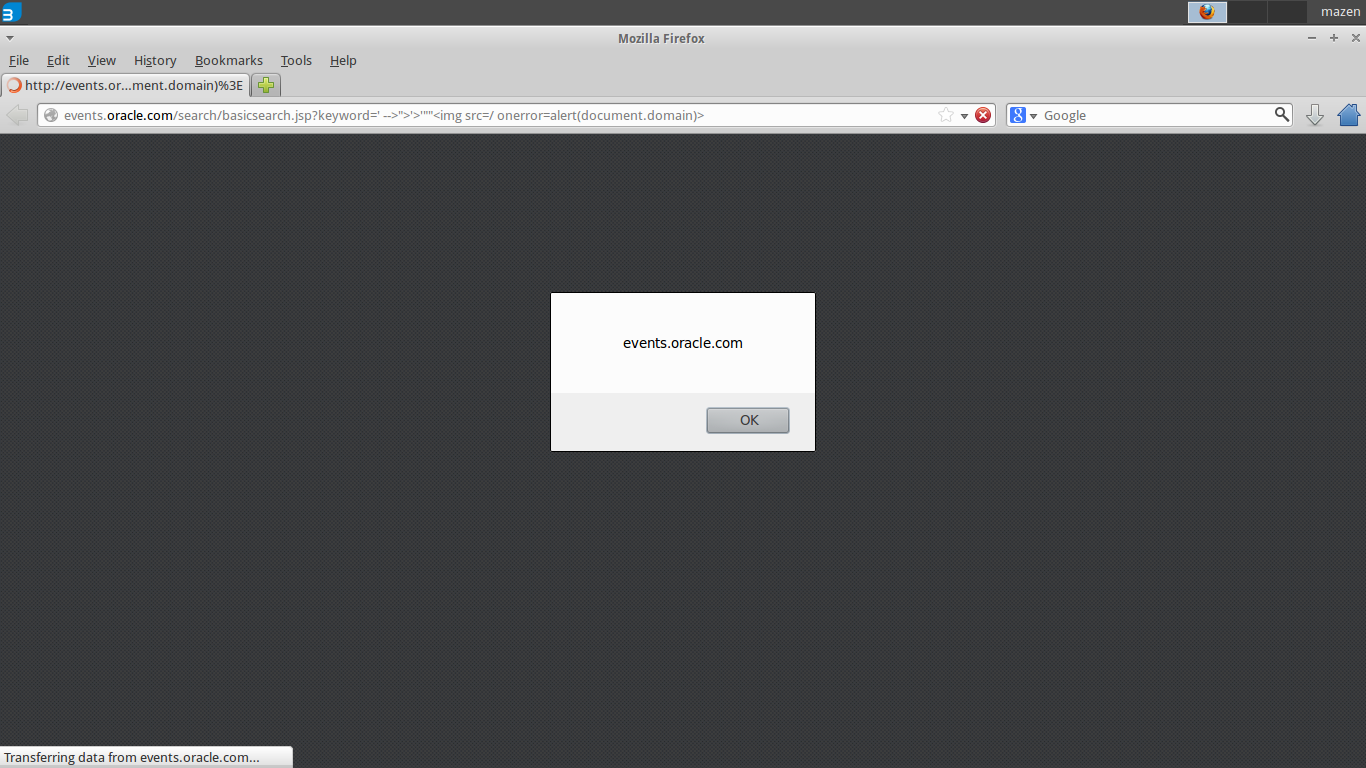 mazen
Mozilla Firefox
File Edit View History Bookmarks Tools Help
http://events.or...ment.domain)%3E
events.oracle.com/search/basicsearch.jsp?keyword=' -->">'>'""<img src=/ onerror=alert(document.domain)>
Google
events.oracle.com
OK
Transferring data from events.oracle.com...